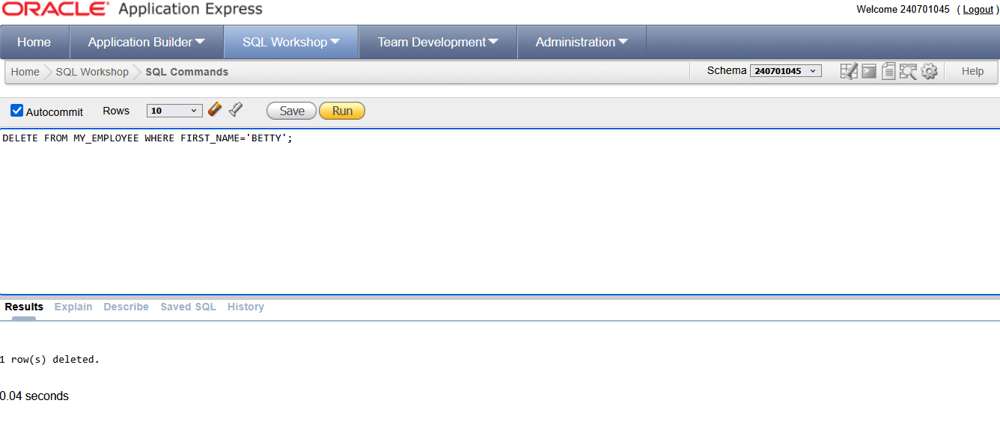 ORACLE Application Express
Welcome 240701045 ( Logout )
Home Application Builder SQL Workshop Team Development Administration
Home SQL Workshop SQL Commands Schema 240701045 Help
Autocommit Rows 10 Save Run
DELETE FROM MY_EMPLOYEE WHERE FIRST_NAME='BETTY';
Results Explain Describe Saved SQL History
1 row(s) deleted.
0.04 seconds